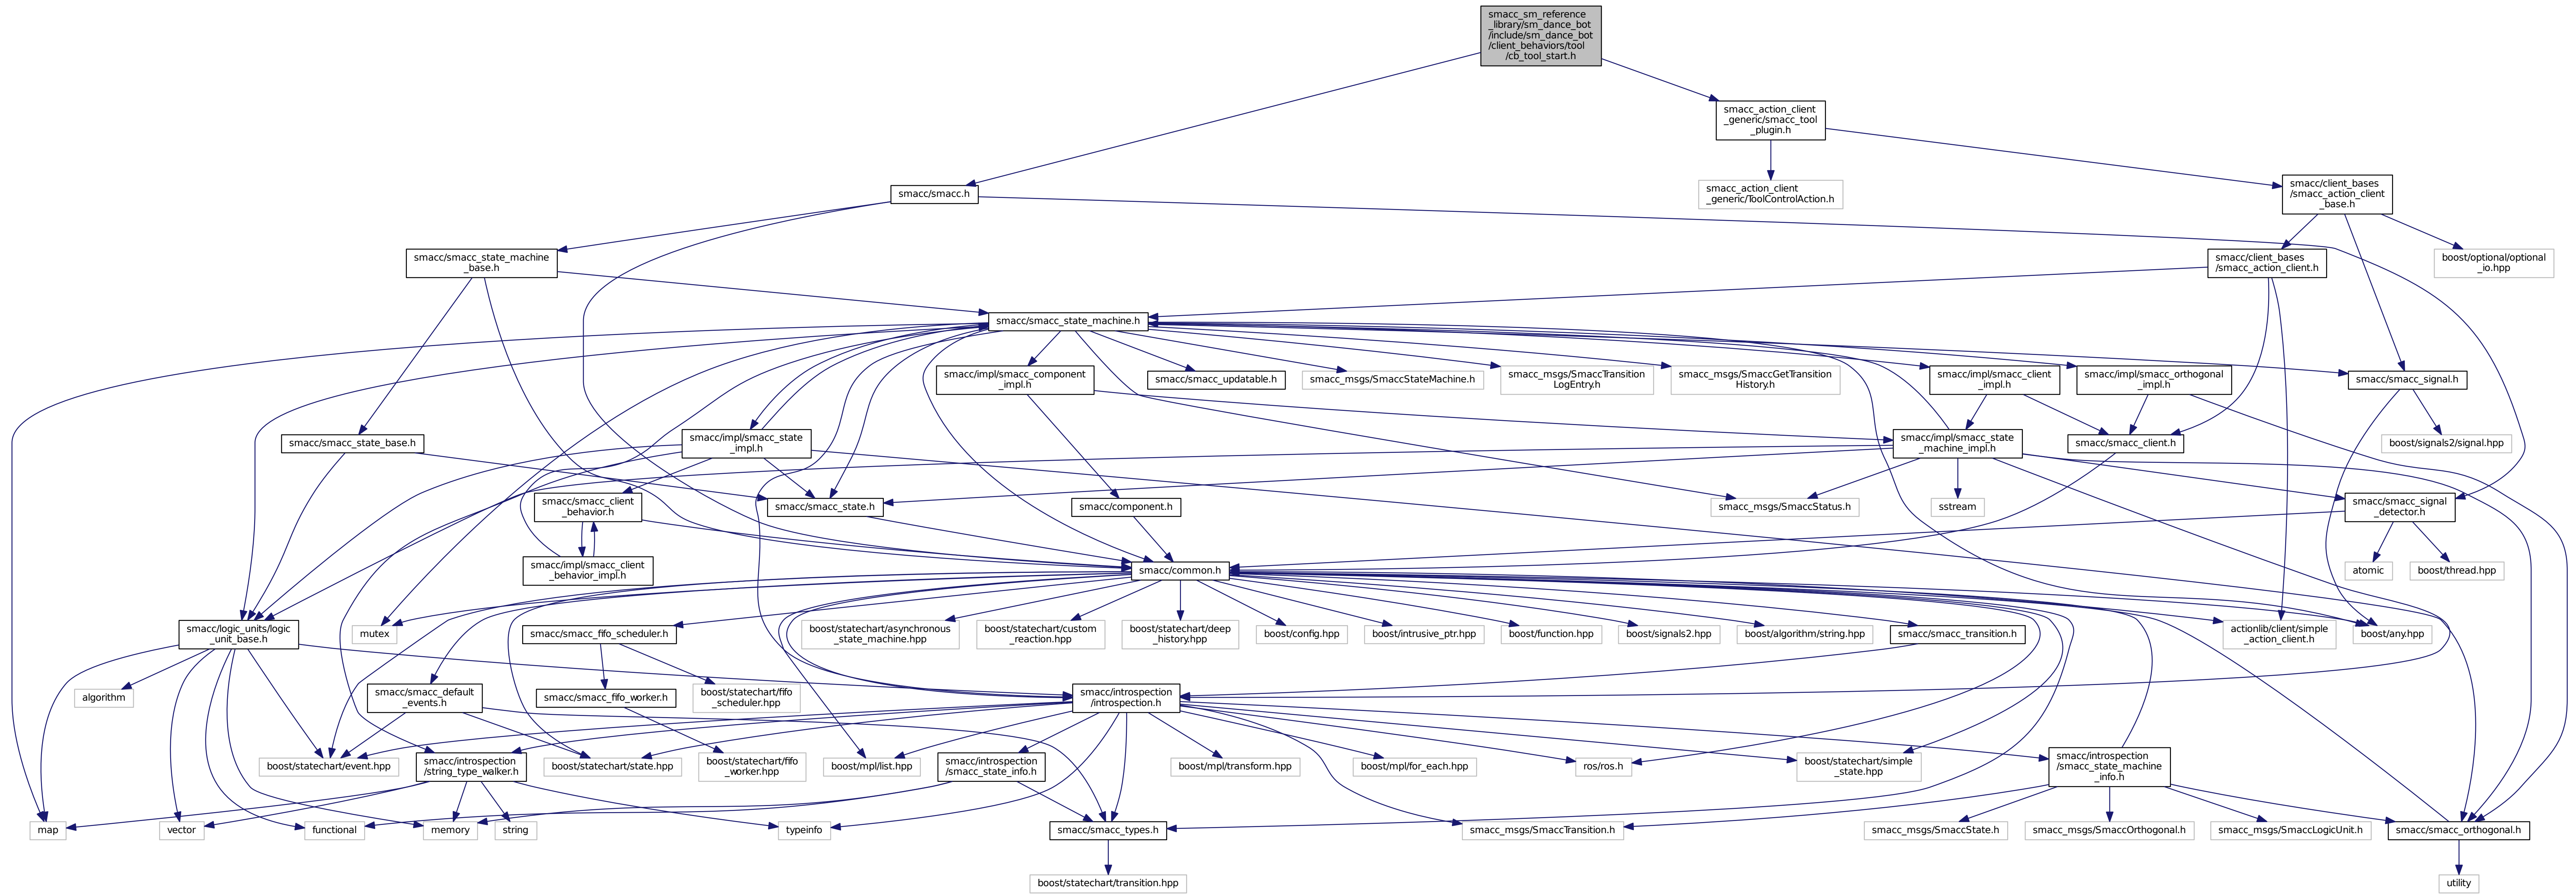 smacc_sm_reference
_library/sm_dance_bot
/include/sm_dance_bot
/client_behaviors/tool
/cb_tool_start.h
smacc_action_client
_generic/smacc_tool
_plugin.h
smacc/smacc.h
smacc_action_client
_generic/ToolControlAction.h
smacc/client_bases
/smacc_action_client
_base.h
smacc/smacc_state_machine
_base.h
smacc/client_bases
/smacc_action_client.h
boost/optional/optional
_io.hpp
smacc/smacc_state_machine.h
smacc/impl/smacc_component
_impl.h
smacc/smacc_updatable.h
smacc_msgs/SmaccStateMachine.h
smacc_msgs/SmaccTransition
LogEntry.h
smacc_msgs/SmaccGetTransition
History.h
smacc/impl/smacc_client
_impl.h
smacc/impl/smacc_orthogonal
_impl.h
smacc/smacc_signal.h
smacc/smacc_state_base.h
smacc/impl/smacc_state
_impl.h
smacc/impl/smacc_state
_machine_impl.h
smacc/smacc_client.h
boost/signals2/signal.hpp
smacc/smacc_client
_behavior.h
smacc/smacc_state.h
smacc/component.h
smacc_msgs/SmaccStatus.h
sstream
smacc/smacc_signal
_detector.h
smacc/impl/smacc_client
_behavior_impl.h
smacc/common.h
atomic
boost/thread.hpp
smacc/logic_units/logic
_unit_base.h
mutex
smacc/smacc_fifo_scheduler.h
boost/statechart/asynchronous
_state_machine.hpp
boost/statechart/custom
_reaction.hpp
boost/statechart/deep
_history.hpp
boost/config.hpp
boost/intrusive_ptr.hpp
boost/function.hpp
boost/signals2.hpp
boost/algorithm/string.hpp
smacc/smacc_transition.h
actionlib/client/simple
_action_client.h
boost/any.hpp
algorithm
smacc/smacc_default
_events.h
smacc/smacc_fifo_worker.h
boost/statechart/fifo
_scheduler.hpp
smacc/introspection
/introspection.h
boost/statechart/event.hpp
smacc/introspection
/string_type_walker.h
boost/statechart/state.hpp
boost/statechart/fifo
_worker.hpp
boost/mpl/list.hpp
smacc/introspection
/smacc_state_info.h
boost/mpl/transform.hpp
boost/mpl/for_each.hpp
ros/ros.h
boost/statechart/simple
_state.hpp
smacc/introspection
/smacc_state_machine
_info.h
map
vector
functional
memory
string
typeinfo
smacc/smacc_types.h
smacc_msgs/SmaccTransition.h
smacc_msgs/SmaccState.h
smacc_msgs/SmaccOrthogonal.h
smacc_msgs/SmaccLogicUnit.h
smacc/smacc_orthogonal.h
boost/statechart/transition.hpp
utility